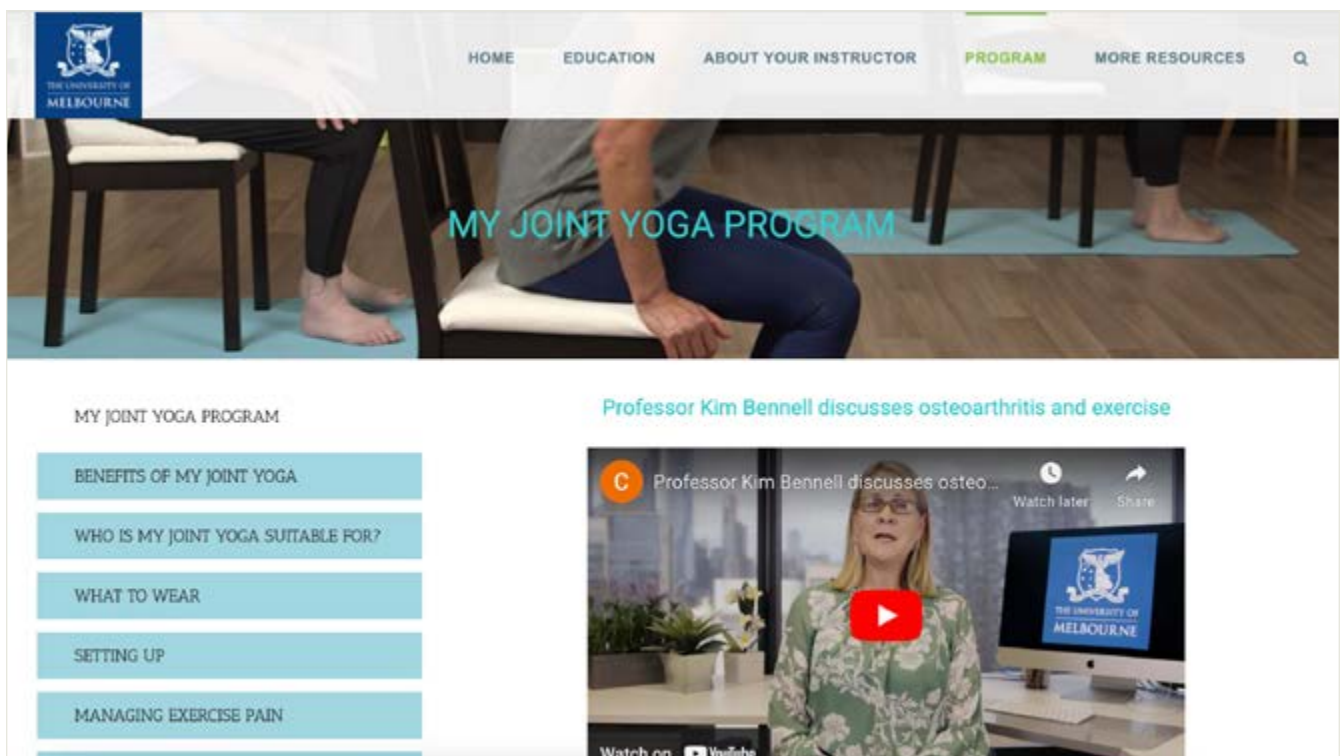 THE UNIVERSITY OF
MELBOURNE
HOME EDUCATION ABOUT YOUR INSTRUCTOR PROGRAM MORE RESOURCES
MY JOINT YOGA PROGRAM
MY JOINT YOGA PROGRAM
BENEFITS OF MY JOINT YOGA
WHO IS MY JOINT YOGA SUITABLE FOR?
WHAT TO WEAR
SETTING UP
MANAGING EXERCISE PAIN
Professor Kim Bennell discusses osteoarthritis and exercise
C Professor Kim Bennell discusses osteo...
Watch later Share
THE UNIVERSITY OF
MELBOURNE
Watch on YouTube